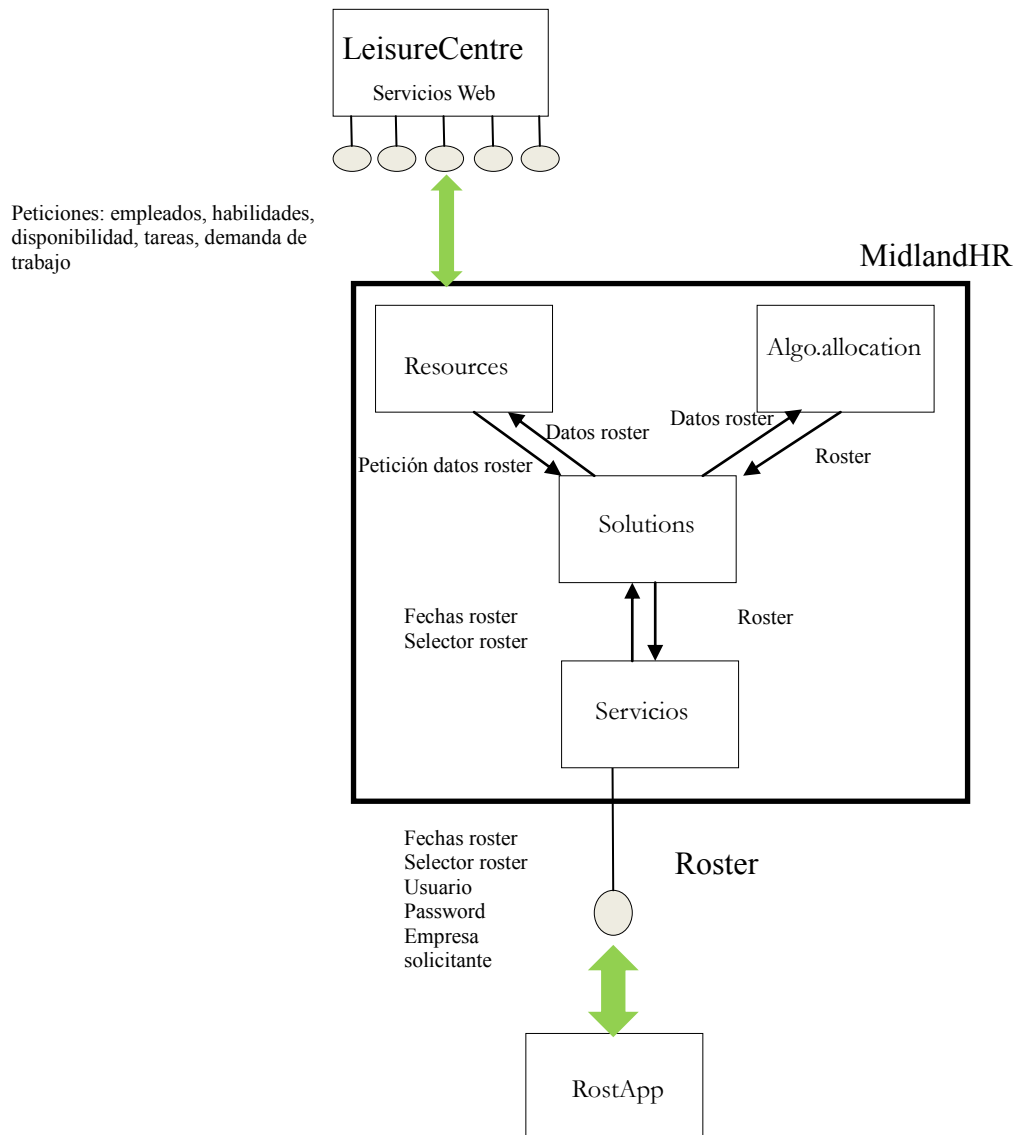 LeisureCentre
Servicios Web
Peticiones: empleados, habilidades,
disponibilidad, tareas, demanda de
trabajo
MidlandHR
Resources
Algo.allocation
Datos roster
Datos roster
Petición datos roster
Roster
Solutions
Fechas roster
Selector roster
Roster
Servicios
Fechas roster
Selector roster
Usuario
Password
Empresa
solicitante
Roster
RostApp